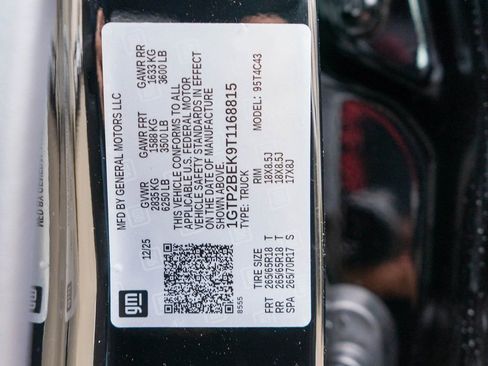 gm
MFD BY GENERAL MOTORS LLC
12/25
GVWR
2835 KG
6250 LB
GAWR FRT
1588 KG
3500 LB
GAWR RR
1633 KG
3600 LB
THIS VEHICLE CONFORMS TO ALL
APPLICABLE U.S. FEDERAL MOTOR
VEHICLE SAFETY STANDARDS IN EFFECT
ON THE DATE OF MANUFACTURE
SHOWN ABOVE.
1GTP2BEK9T1168815
TYPE: TRUCK
MODEL: 95T4C43
8555
TIRE SIZE RIM
FRT 265/65R18 T 18X8.5J
RR 265/65R18 T 18X8.5J
SPA 265/70R17 S 17X8J